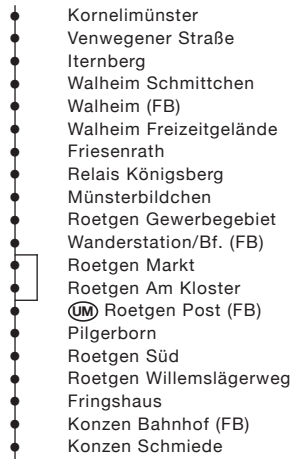 Kornelimünster
Venwegener Straße
Iternberg
Walheim Schmittchen
Walheim (FB)
Walheim Freizeitgelände
Friesenrath
Relais Königsberg
Münsterbildchen
Roetgen Gewerbegebiet
Wanderstation/Bf. (FB)
Roetgen Markt
Roetgen Am Kloster
UM Roetgen Post (FB)
Pilgerborn
Roetgen Süd
Roetgen Willemslägerweg
Fringshaus
Konzen Bahnhof (FB)
Konzen Schmiede